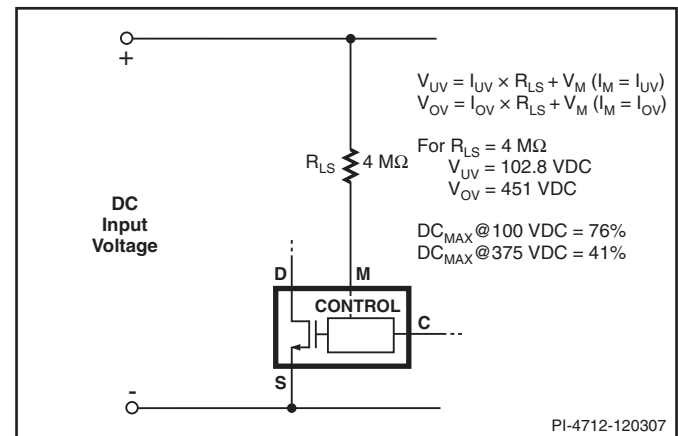 +
V_UV = I_UV × R_LS + V_M (I_M = I_UV)
V_OV = I_OV × R_LS + V_M (I_M = I_OV)
For R_LS = 4 MΩ
V_UV = 102.8 VDC
V_OV = 451 VDC
DC_MAX@100 VDC = 76%
DC_MAX@375 VDC = 41%
R_LS 4 MΩ
DC
Input
Voltage
D M
CONTROL
C
S
-
PI-4712-120307